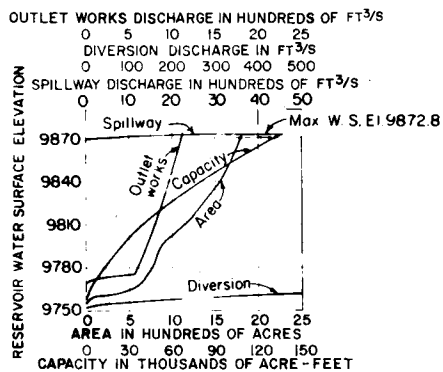 OUTLET WORKS DISCHARGE IN HUNDREDS OF FT³/S
0 5 10 15 20 25
DIVERSION DISCHARGE IN FT³/S
0 100 200 300 400 500
SPILLWAY DISCHARGE IN HUNDREDS OF FT³/S
0 10 20 30 40 50
Spillway
Max W. S. El. 9872.8
RESERVOIR WATER SURFACE ELEVATION
9870
9840
9810
9780
9750
Outlet works
Capacity
Area
Diversion
0 5 10 15 20 25
AREA IN HUNDREDS OF ACRES
0 30 60 90 120 150
CAPACITY IN THOUSANDS OF ACRE-FEET